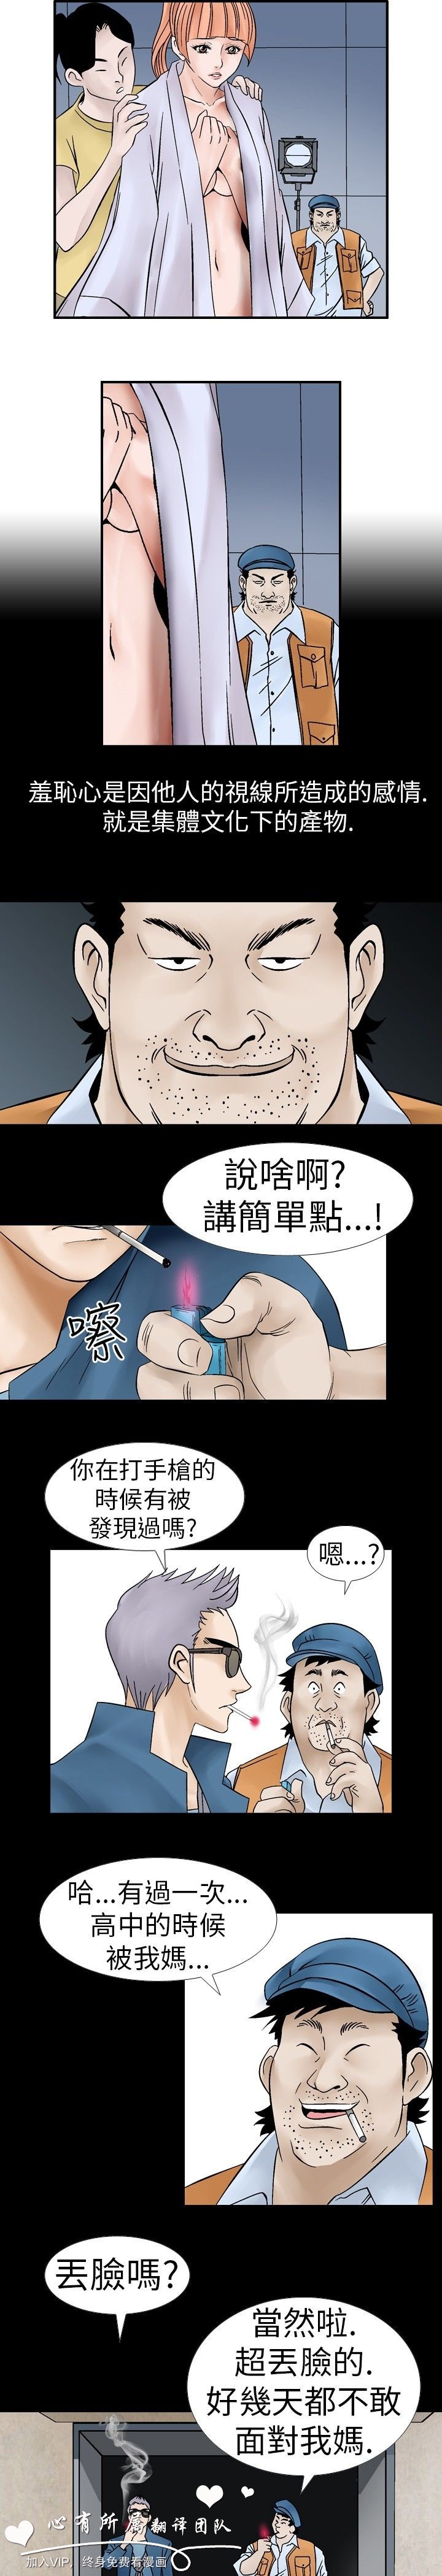 羞恥心是因他人的視線所造成的感情.
就是集體文化下的產物.
說啥啊?
講簡單點...!
嚓
你在打手槍的
時候有被
發現過嗎?
嗯...?
哈...有過一次...
高中的時候
被我媽...
丟臉嗎?
當然啦.
超丟臉的.
好幾天都不敢
面對我媽.
心有所属翻译团队
加入VIP，终身免费看漫画